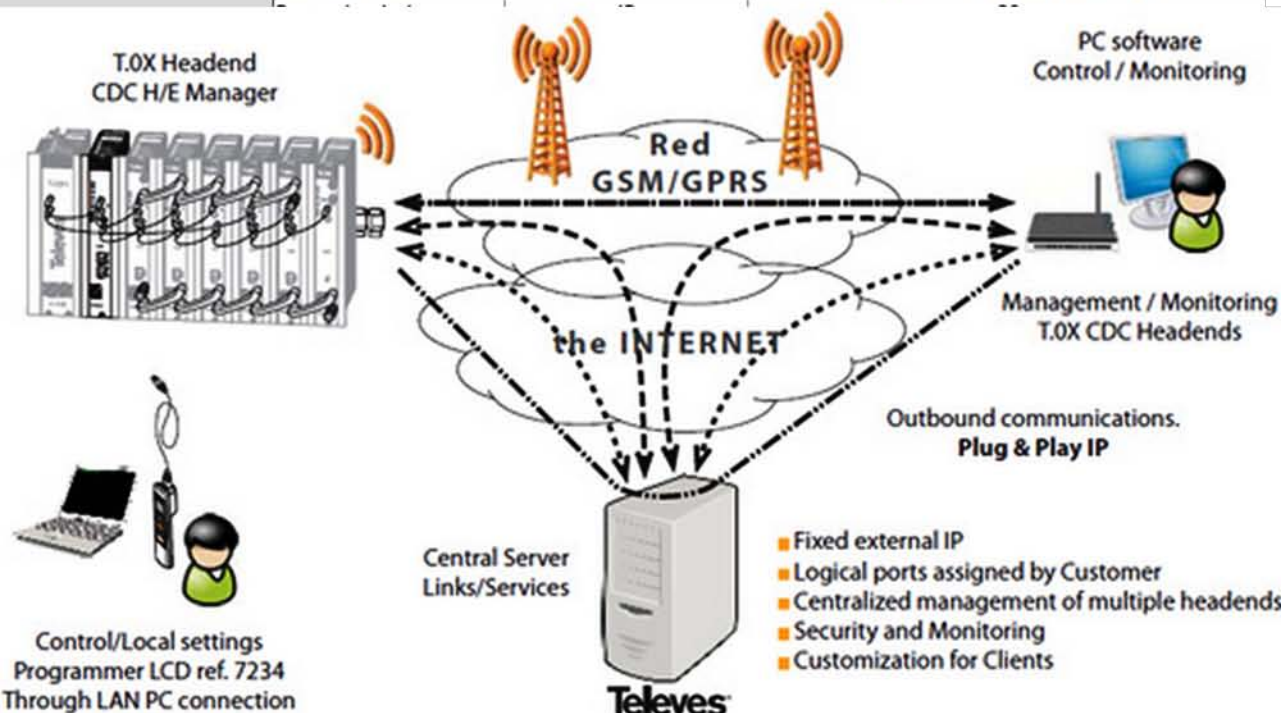 T.0X Headend
CDC H/E Manager
PC software
Control / Monitoring
Red
GSM/GPRS
Televes
Management / Monitoring
T.0X CDC Headends
the INTERNET
Outbound communications.
Plug & Play IP
Central Server
Links/Services
Fixed external IP
Logical ports assigned by Customer
Centralized management of multiple headends
Security and Monitoring
Customization for Clients
Control/Local settings
Programmer LCD ref. 7234
Through LAN PC connection
Televes